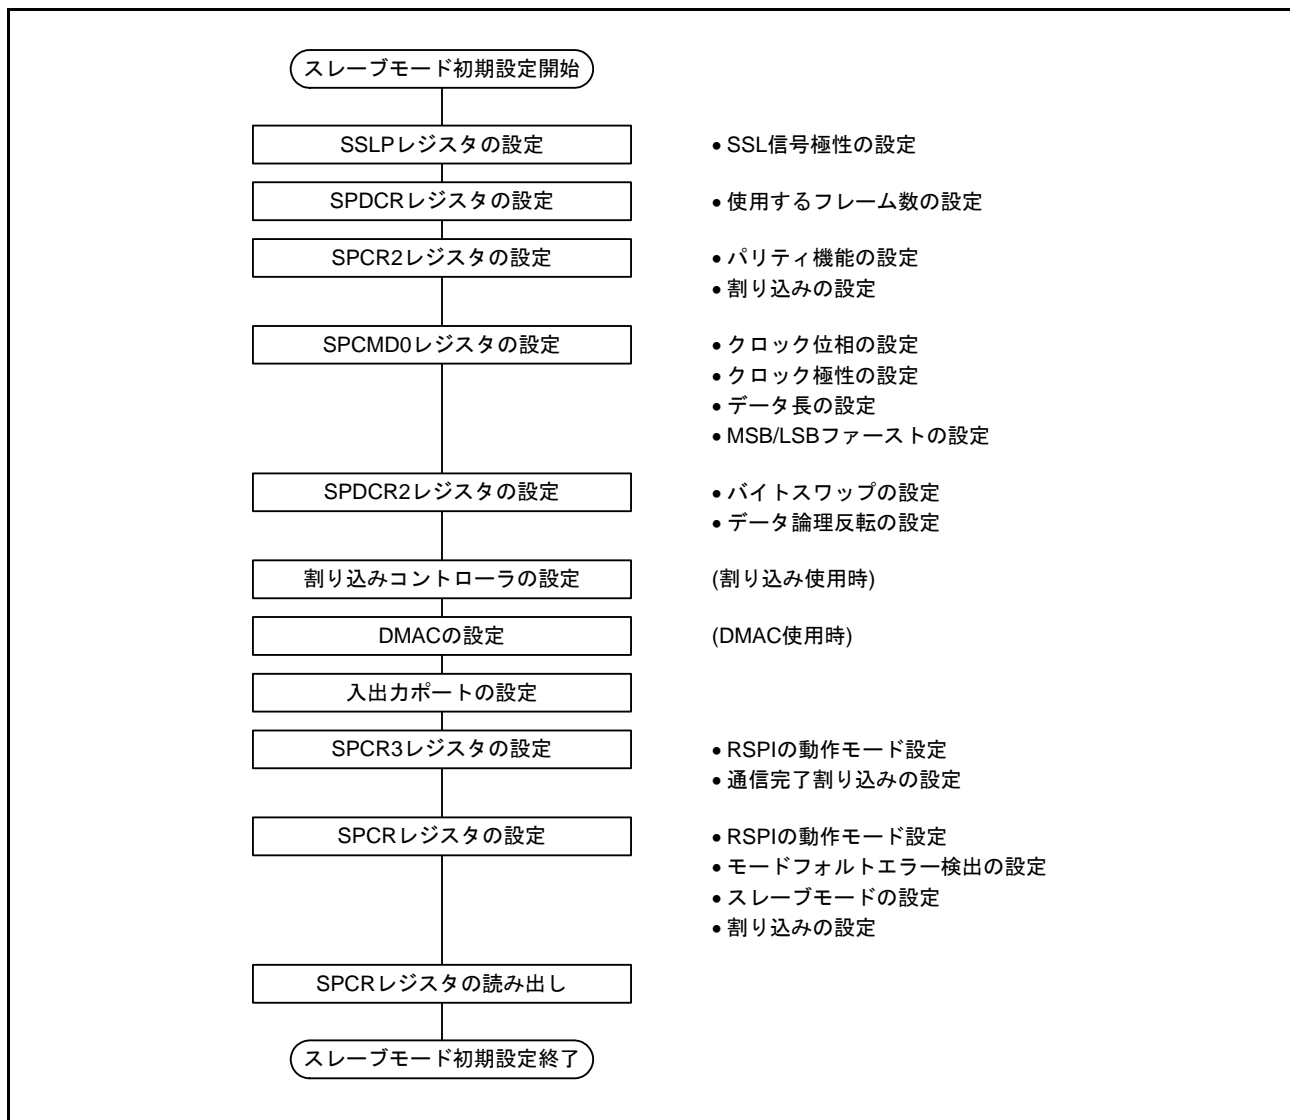 スレーブモード初期設定開始
SSLPレジスタの設定
• SSL信号極性の設定
SPDCRレジスタの設定
• 使用するフレーム数の設定
SPCR2レジスタの設定
• パリティ機能の設定
• 割り込みの設定
SPCMD0レジスタの設定
• クロック位相の設定
• クロック極性の設定
• データ長の設定
• MSB/LSBファーストの設定
SPDCR2レジスタの設定
• バイトスワップの設定
• データ論理反転の設定
割り込みコントローラの設定
(割り込み使用時)
DMACの設定
(DMAC使用時)
入出力ポートの設定
SPCR3レジスタの設定
• RSPIの動作モード設定
• 通信完了割り込みの設定
SPCRレジスタの設定
• RSPIの動作モード設定
• モードフォルトエラー検出の設定
• スレーブモードの設定
• 割り込みの設定
SPCRレジスタの読み出し
スレーブモード初期設定終了